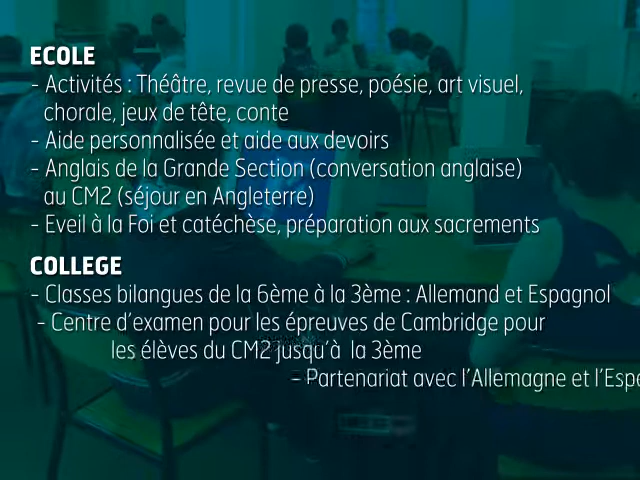 ECOLE
- Activités : Théâtre, revue de presse, poésie, art visuel,
chorale, jeux de tête, conte
- Aide personnalisée et aide aux devoirs
- Anglais de la Grande Section (conversation anglaise)
au CM2 (séjour en Angleterre)
- Eveil à la Foi et catéchèse, préparation aux sacrements
COLLEGE
- Classes bilangues de la 6ème à la 3ème : Allemand et Espagnol
- Centre d'examen pour les épreuves de Cambridge pour
les élèves du CM2 jusqu'à la 3ème
- Partenariat avec l'Allemagne et l'Espe